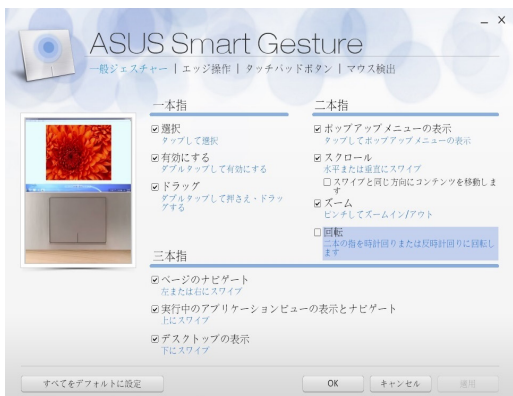 ASUS Smart Gesture
一般ジェスチャー | エッジ操作 | タッチパッドボタン | マウス検出
一本指
選択
タップして選択
有効にする
ダブルタップして有効にする
ドラッグ
ダブルタップして押さえ・ドラッ
グする
二本指
ポップアップメニューの表示
タップしてポップアップメニューの表示
スクロール
水平または垂直にスワイプ
スワイプと同じ方向にコンテンツを移動しま
す
ズーム
ピンチしてズームイン/アウト
回転
二本の指を時計回りまたは反時計回りに回転し
ます
三本指
ページのナビゲート
左または右にスワイプ
実行中のアプリケーションビューの表示とナビゲート
上にスワイプ
デスクトップの表示
下にスワイプ
すべてをデフォルトに設定
OK
キャンセル
適用